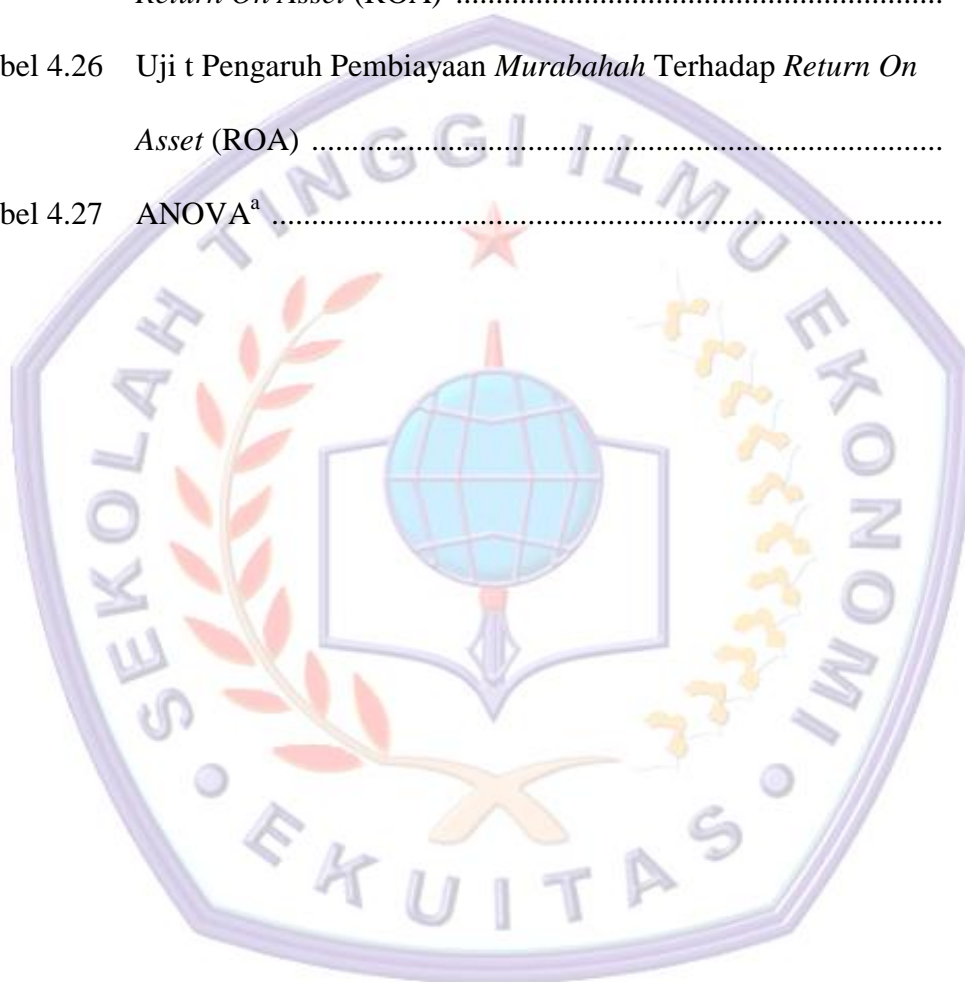 Return On Asset (ROA) ........................................................................
bel 4.26 Uji t Pengaruh Pembiayaan Murabahah Terhadap Return On
Asset (ROA) ...................................................................................
bel 4.27 ANOVAᵃ ........................................................................................
SEKOLAH TINGGI ILMU EKONOMI
• EKUITAS •